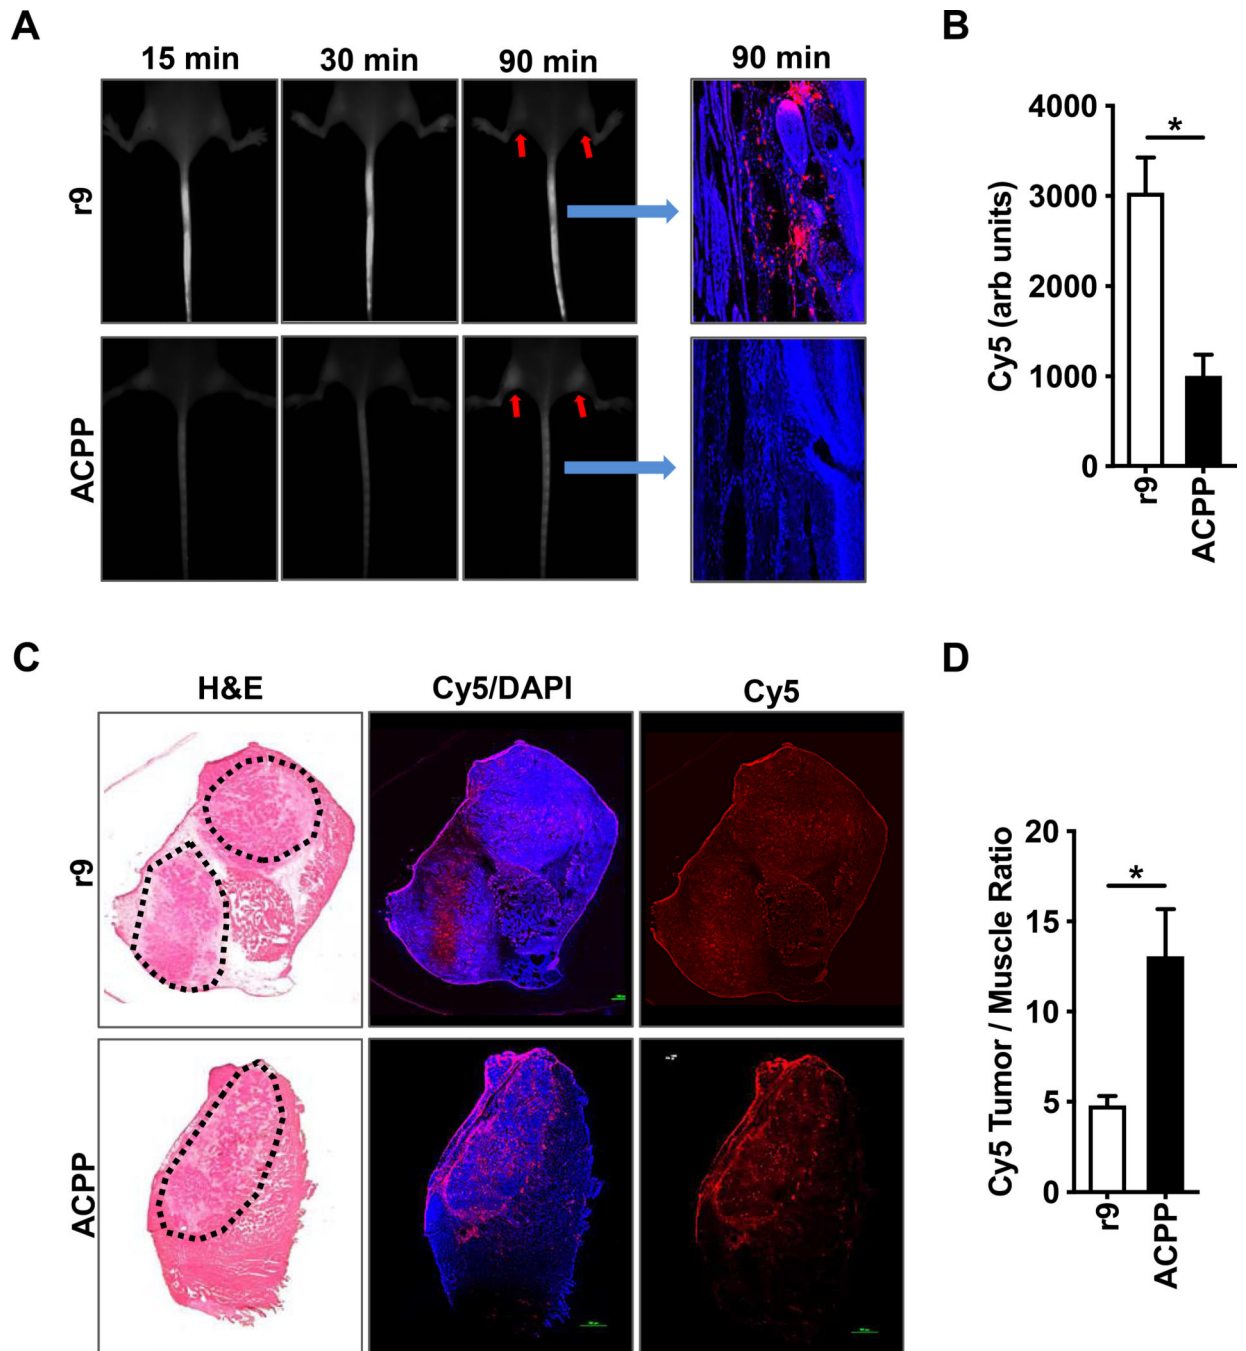 A
15 min
30 min
90 min
90 min
r9
ACPP
B
4000
3000
2000
1000
0
Cy5 (arb units)
*
r9
ACPP
C
H&E
Cy5/DAPI
Cy5
r9
ACPP
D
20
15
10
5
0
Cy5 Tumor / Muscle Ratio
*
r9
ACPP